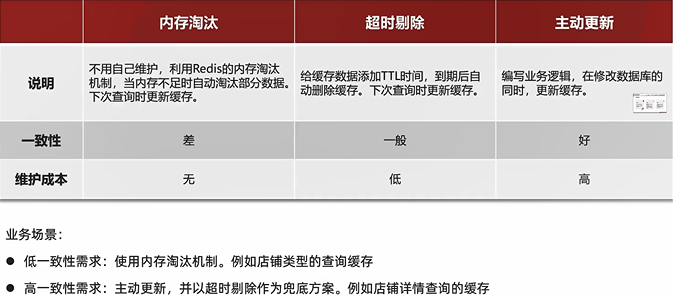 内存淘汰 超时剔除 主动更新
说明
不用自己维护，利用Redis的内存淘汰
机制，当内存不足时自动淘汰部分数据。
下次查询时更新缓存。
给缓存数据添加TTL时间，到期后自
动删除缓存。下次查询时更新缓存。
编写业务逻辑，在修改数据库的
同时，更新缓存。
一致性 差 一般 好
维护成本 无 低 高
业务场景：
● 低一致性需求：使用内存淘汰机制。例如店铺类型的查询缓存
● 高一致性需求：主动更新，并以超时剔除作为兜底方案。例如店铺详情查询的缓存